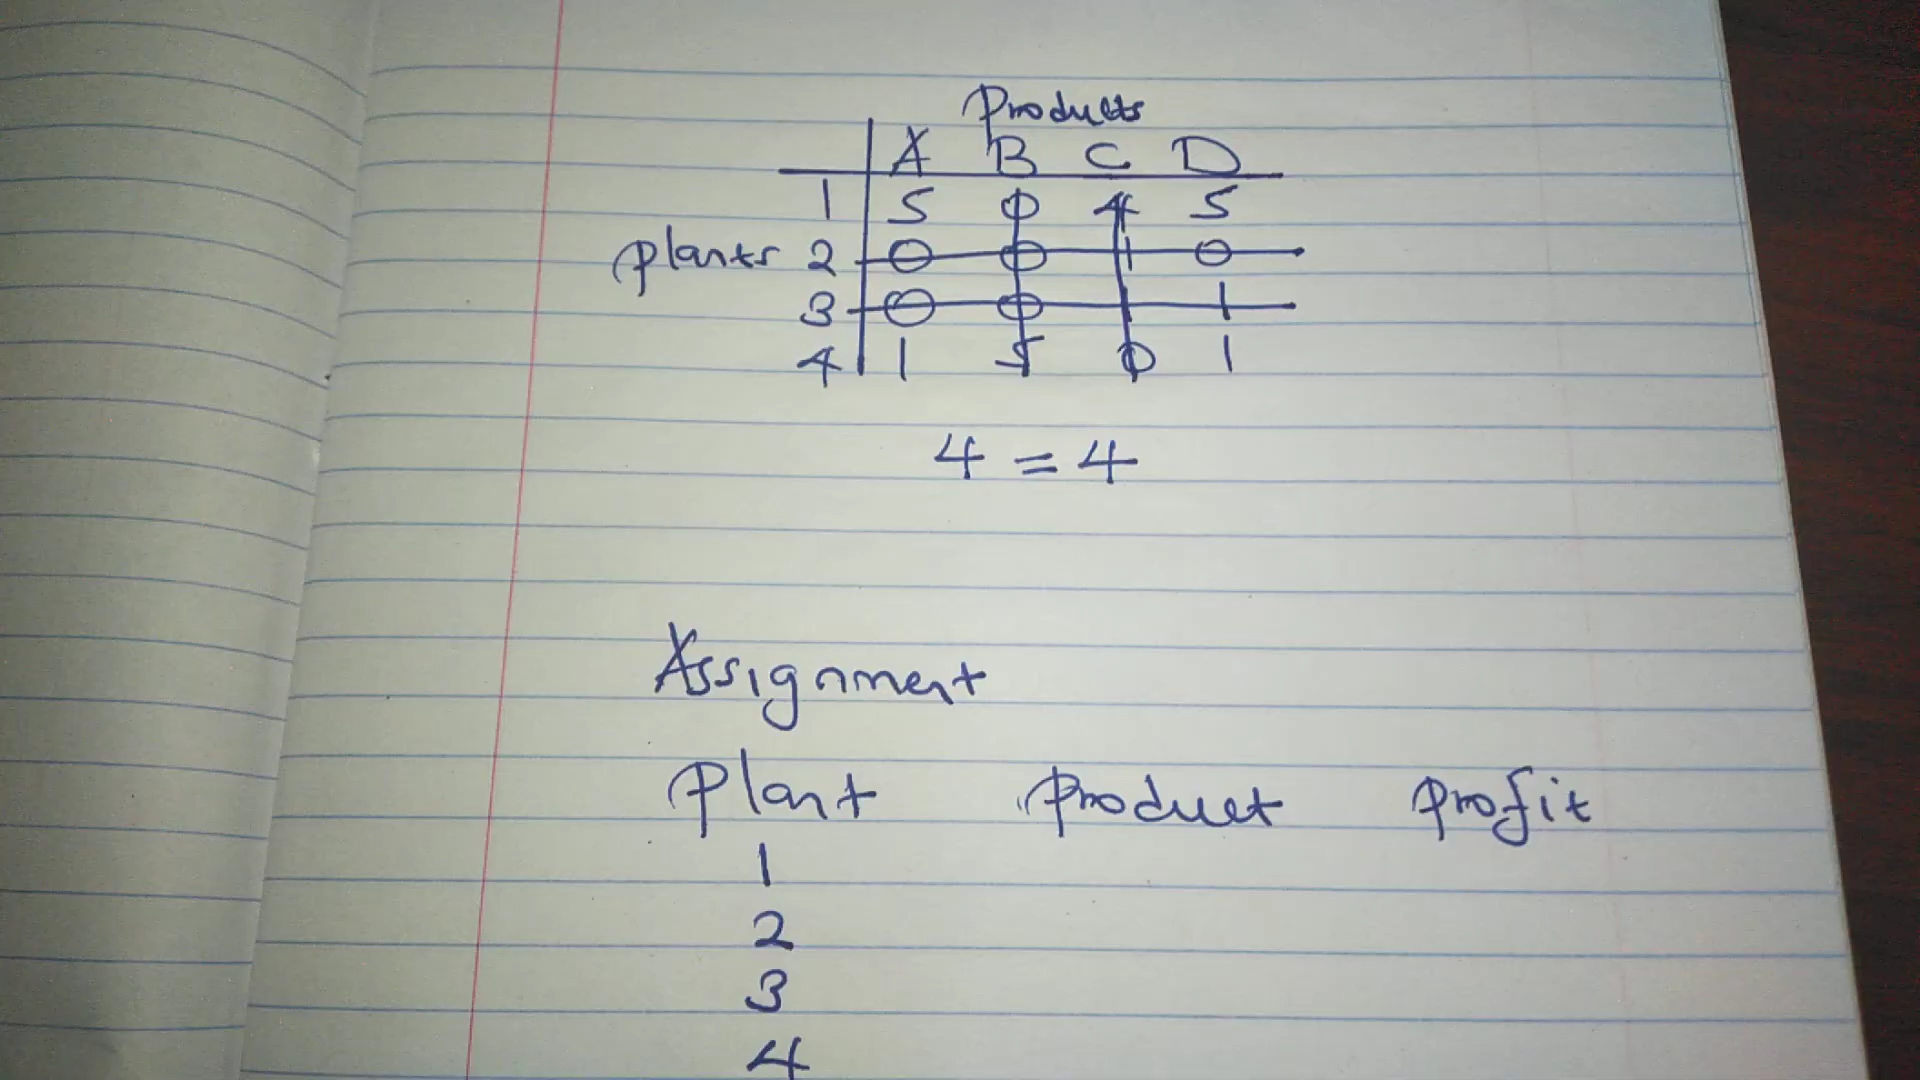 Products
A B C D
1 5 0 4 5
Plants 2 0 0 1 0
3 0 0 1 1
4 1 5 0 1
4 = 4
Assignment
Plant Product Profit
1
2
3
4